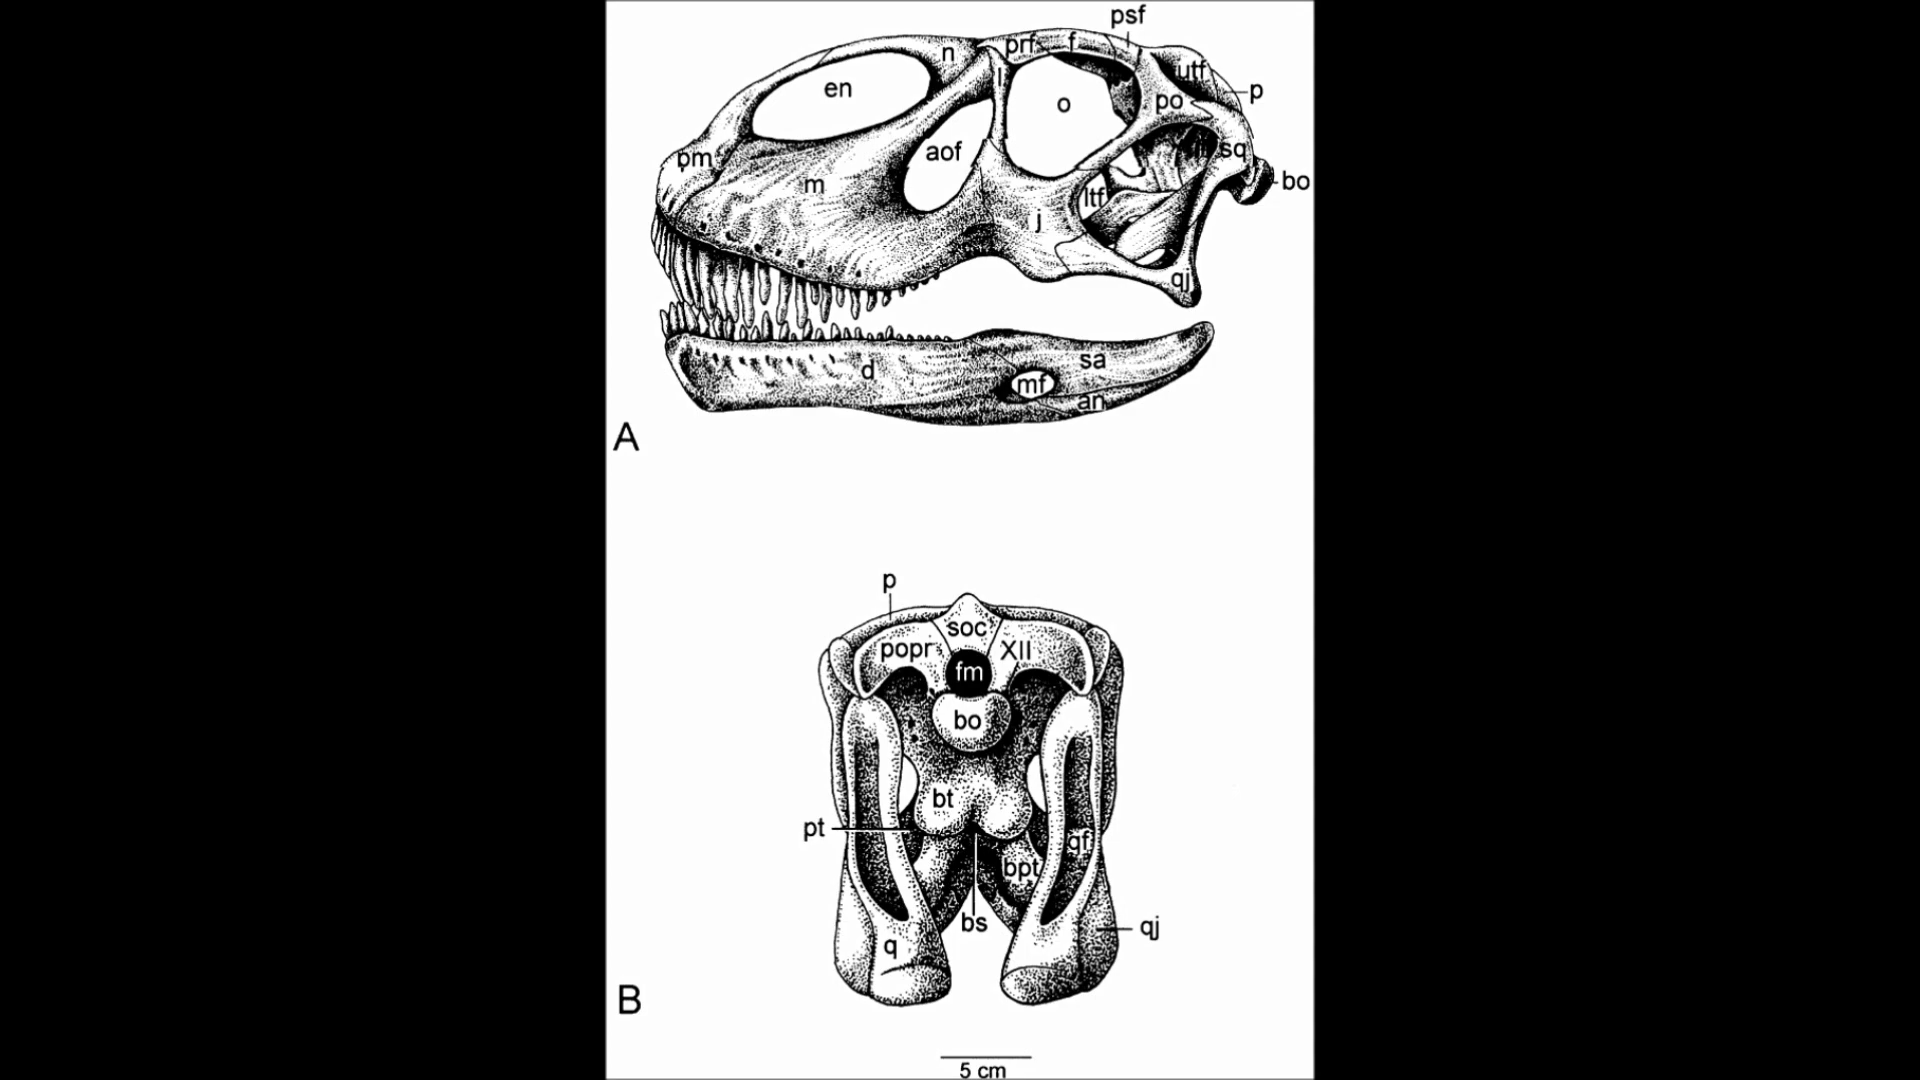 psf
n
prf
f
l
utf
en
o
po
p
aof
pm
sq
m
ltf
bo
j
qj
d
sa
mf
an
A
p
soc
popr
XII
fm
bo
bt
pt
qf
bpt
bs
qj
q
B
5 cm